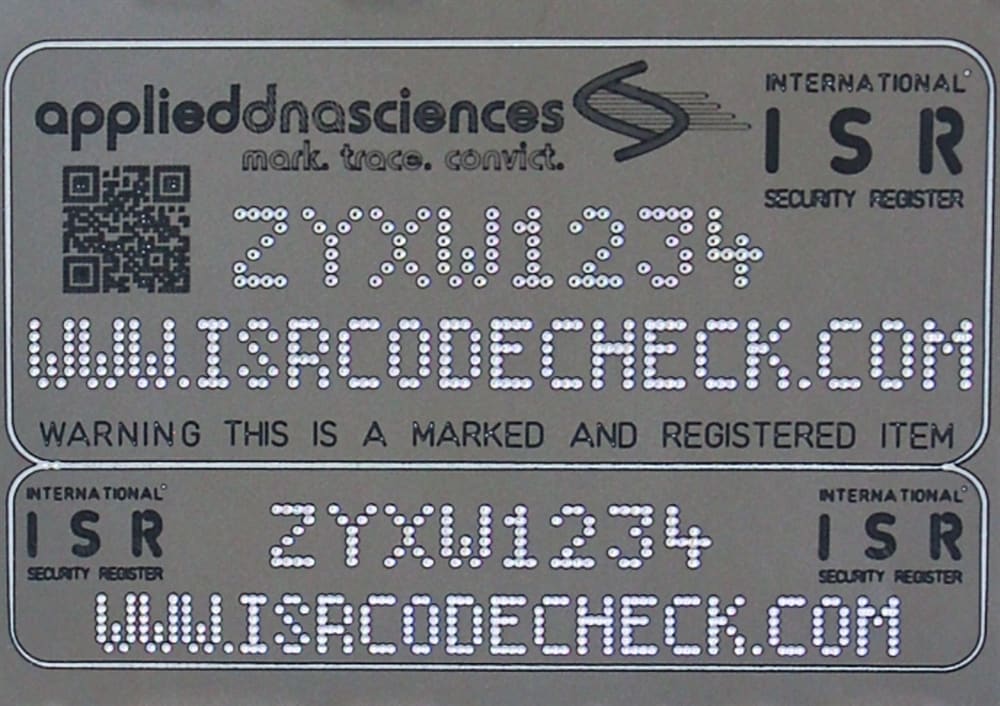 applieddnasciences
mark. trace. convict.
INTERNATIONAL
ISR
SECURITY REGISTER
ZYXW1234
WWW.ISRCODECHECK.COM
WARNING THIS IS A MARKED AND REGISTERED ITEM
INTERNATIONAL
ISR
SECURITY REGISTER
ZYXW1234
INTERNATIONAL
ISR
SECURITY REGISTER
WWW.ISRCODECHECK.COM